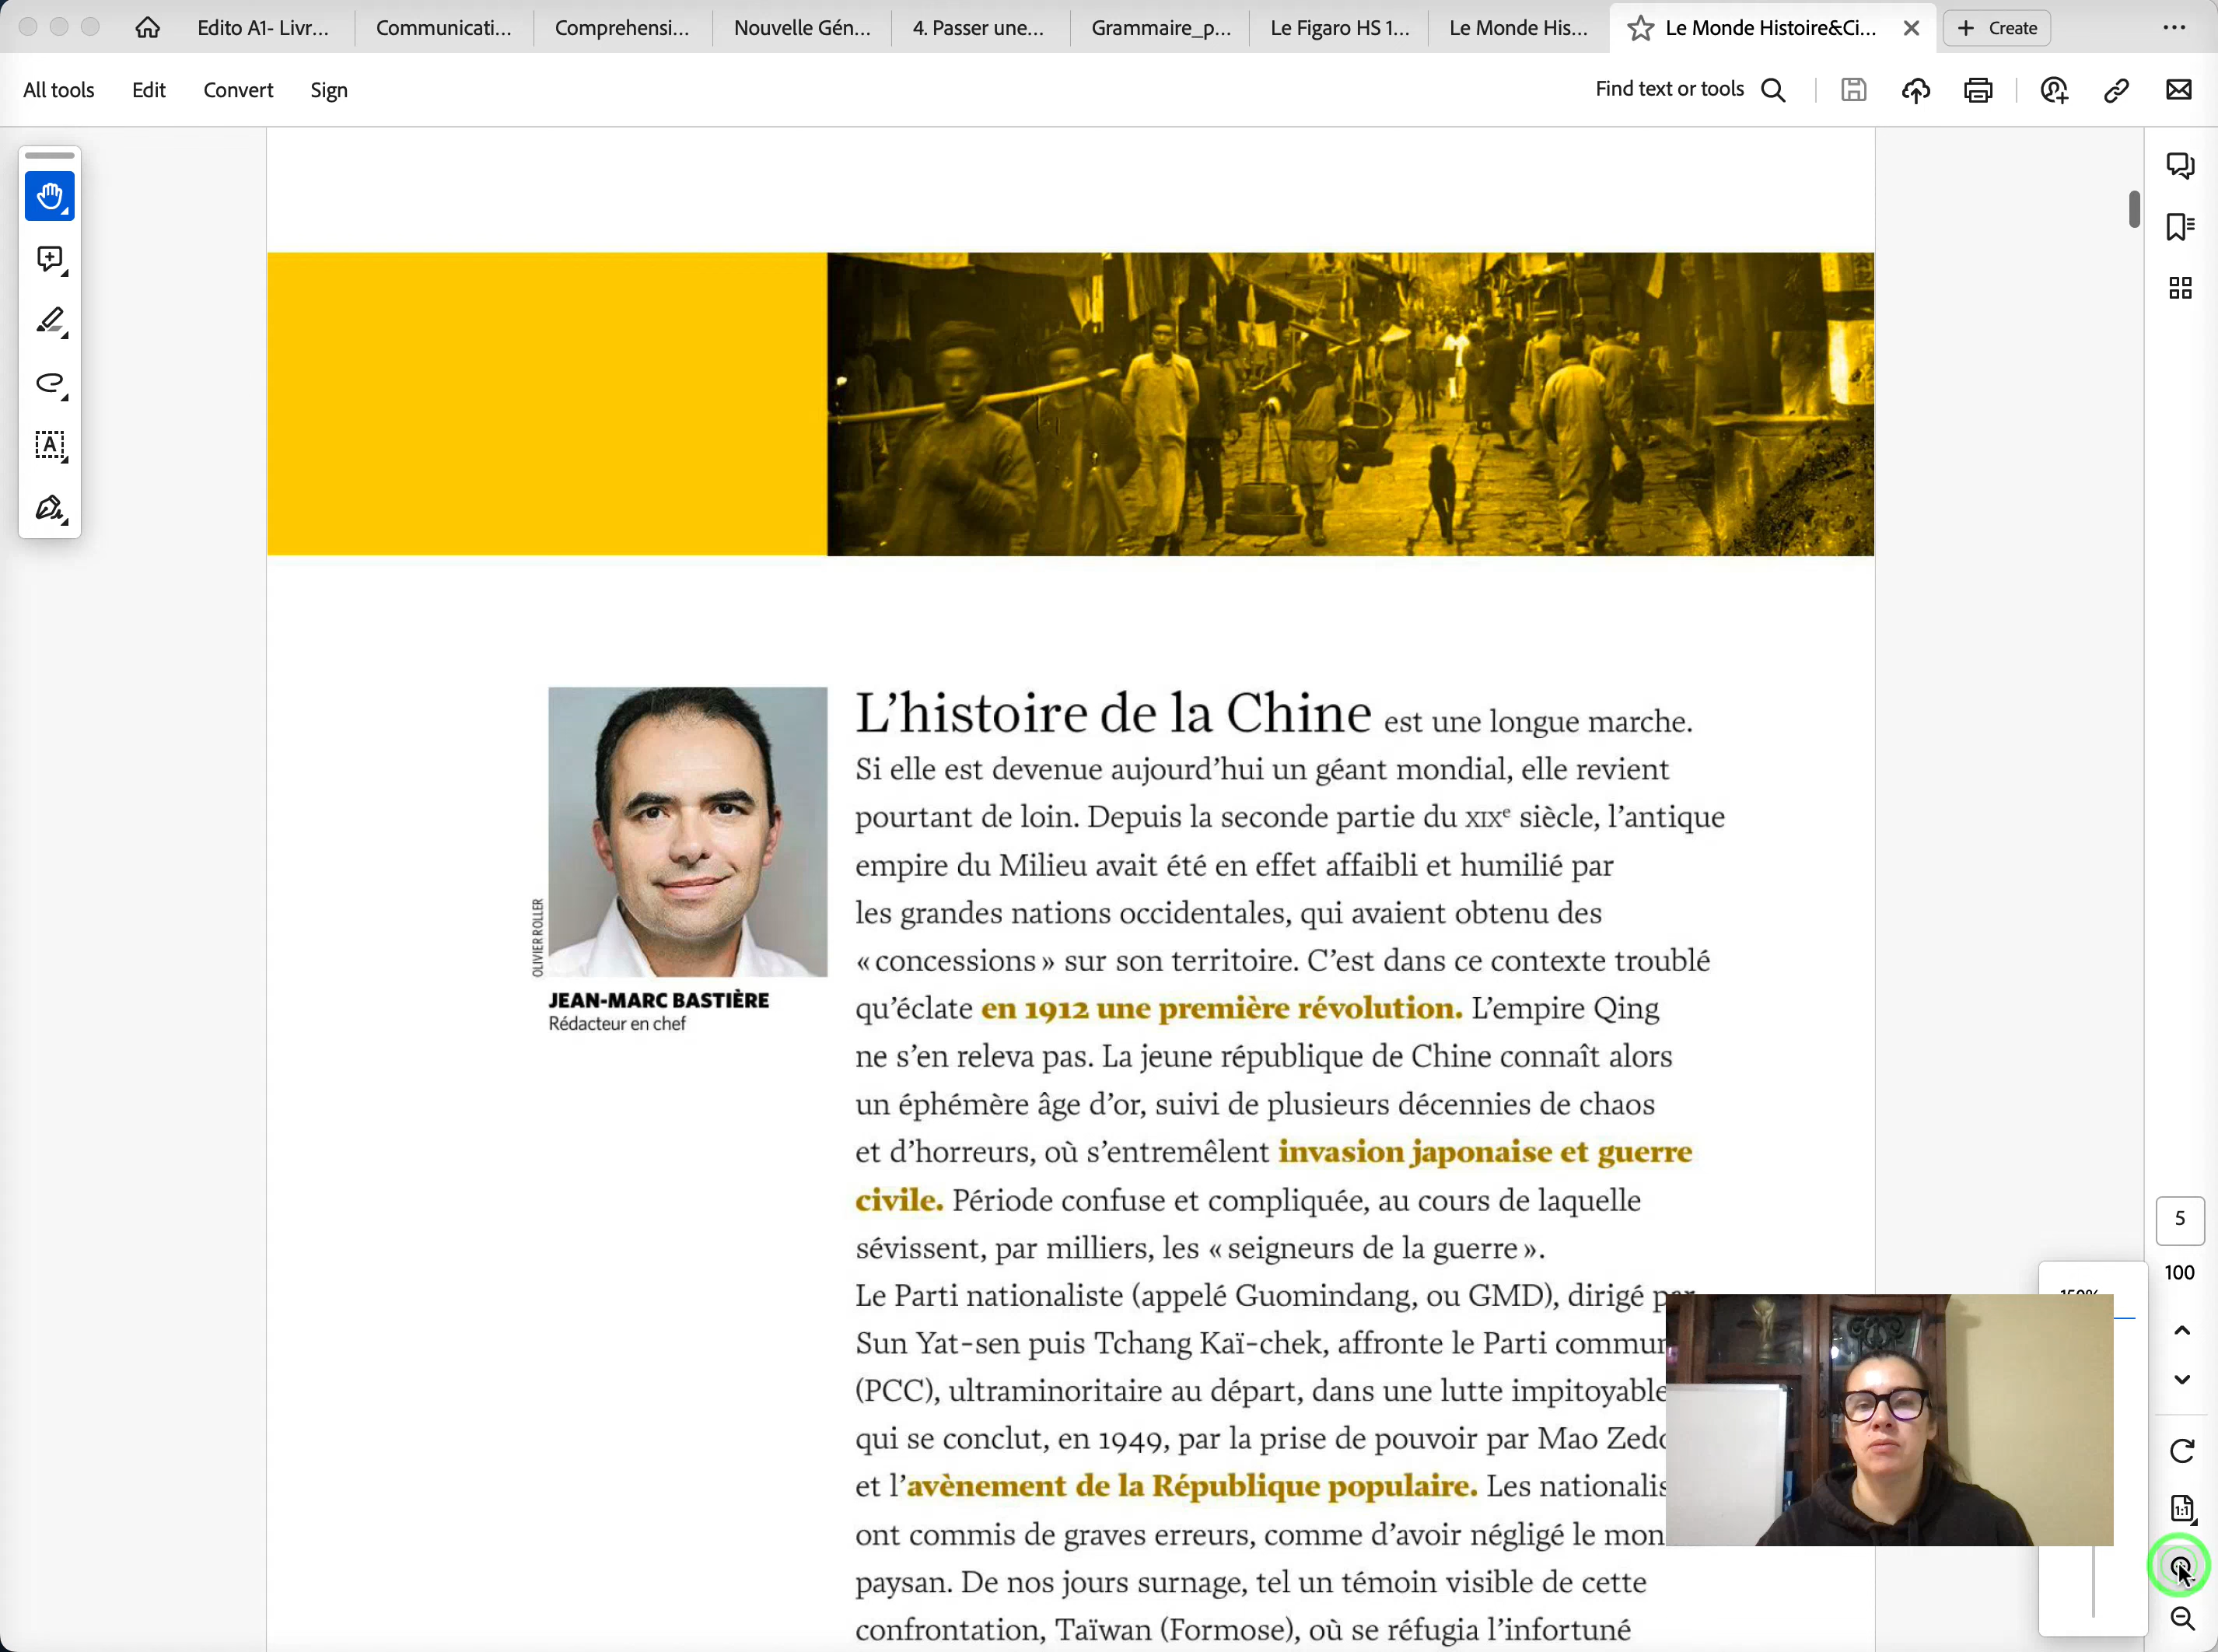 Edito A1- Livr...
Communicati...
Comprehensi...
Nouvelle Gén...
4. Passer une...
Grammaire_p...
Le Figaro HS 1...
Le Monde His...
Le Monde Histoire&Ci...
Create
All tools
Edit
Convert
Sign
Find text or tools
OLIVIER ROLLER
JEAN-MARC BASTIÈRE
Rédacteur en chef
L’histoire de la Chine est une longue marche.
Si elle est devenue aujourd’hui un géant mondial, elle revient
pourtant de loin. Depuis la seconde partie du XIXe siècle, l’antique
empire du Milieu avait été en effet affaibli et humilié par
les grandes nations occidentales, qui avaient obtenu des
« concessions » sur son territoire. C’est dans ce contexte troublé
qu’éclate en 1912 une première révolution. L’empire Qing
ne s’en releva pas. La jeune république de Chine connaît alors
un éphémère âge d’or, suivi de plusieurs décennies de chaos
et d’horreurs, où s’entremêlent invasion japonaise et guerre
civile. Période confuse et compliquée, au cours de laquelle
sévissent, par milliers, les « seigneurs de la guerre ».
Le Parti nationaliste (appelé Guomindang, ou GMD), dirigé par
Sun Yat-sen puis Tchang Kaï-chek, affronte le Parti commun
(PCC), ultraminoritaire au départ, dans une lutte impitoyable
qui se conclut, en 1949, par la prise de pouvoir par Mao Zedo
et l’avènement de la République populaire. Les nationalis
ont commis de graves erreurs, comme d’avoir négligé le mon
paysan. De nos jours surnage, tel un témoin visible de cette
confrontation, Taïwan (Formose), où se réfugia l’infortuné
5
100
150%
1:1